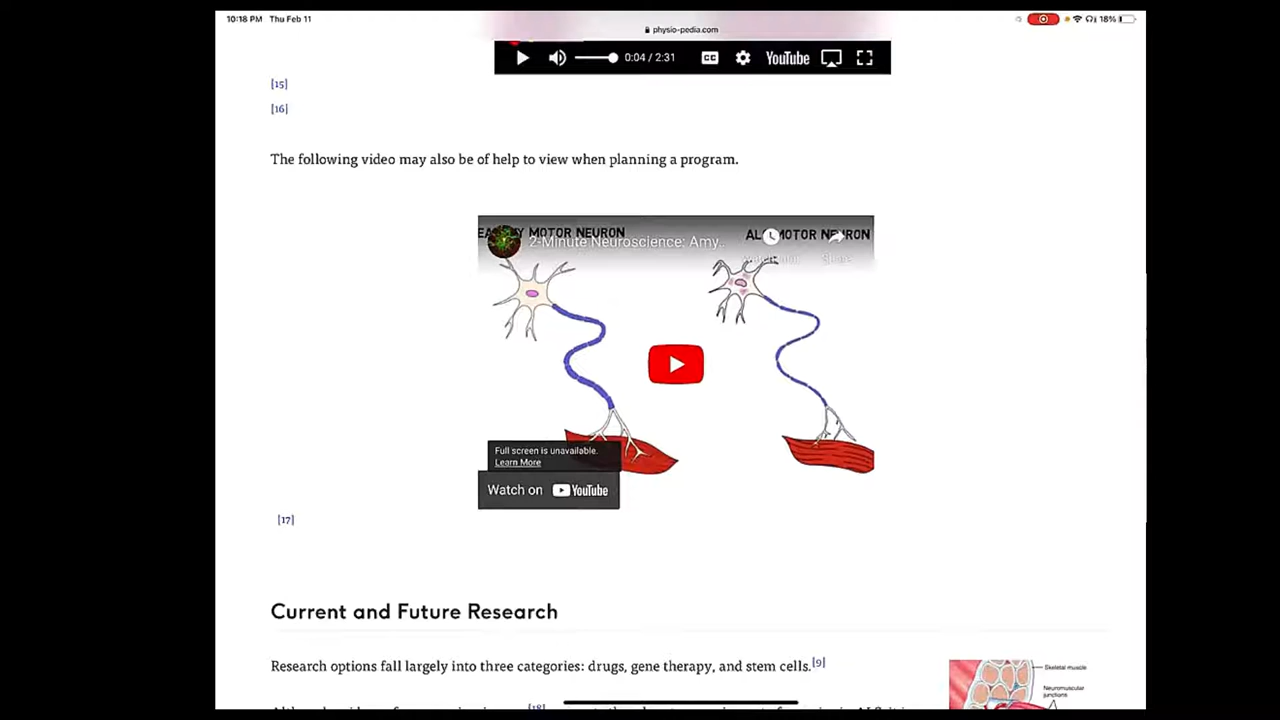 10:18 PM Thu Feb 11
18%
physio-pedia.com
0:04 / 2:31
CC
YouTube
[15]
[16]
The following video may also be of help to view when planning a program.
MOTOR NEURON
MOTOR NEURON
2-Minute Neuroscience: Amy..
Full screen is unavailable.
Learn More
Watch on YouTube
[17]
Current and Future Research
Research options fall largely into three categories: drugs, gene therapy, and stem cells.[9]
Skeletal muscle
Neuromuscular
junctions
[18]